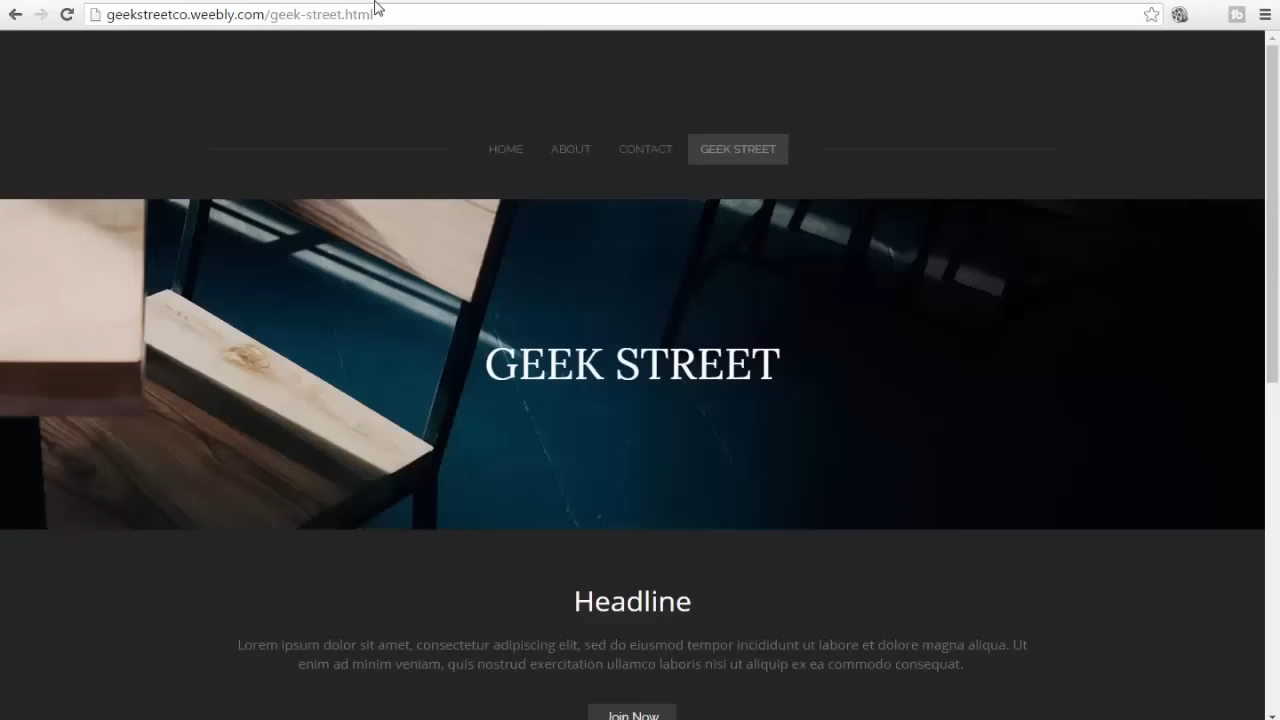 geekstreetco.weebly.com/geek-street.html
HOME ABOUT CONTACT GEEK STREET
GEEK STREET
Headline
Lorem ipsum dolor sit amet, consectetur adipiscing elit, sed do eiusmod tempor incididunt ut labore et dolore magna aliqua. Ut
enim ad minim veniam, quis nostrud exercitation ullamco laboris nisi ut aliquip ex ea commodo consequat.
Join Now